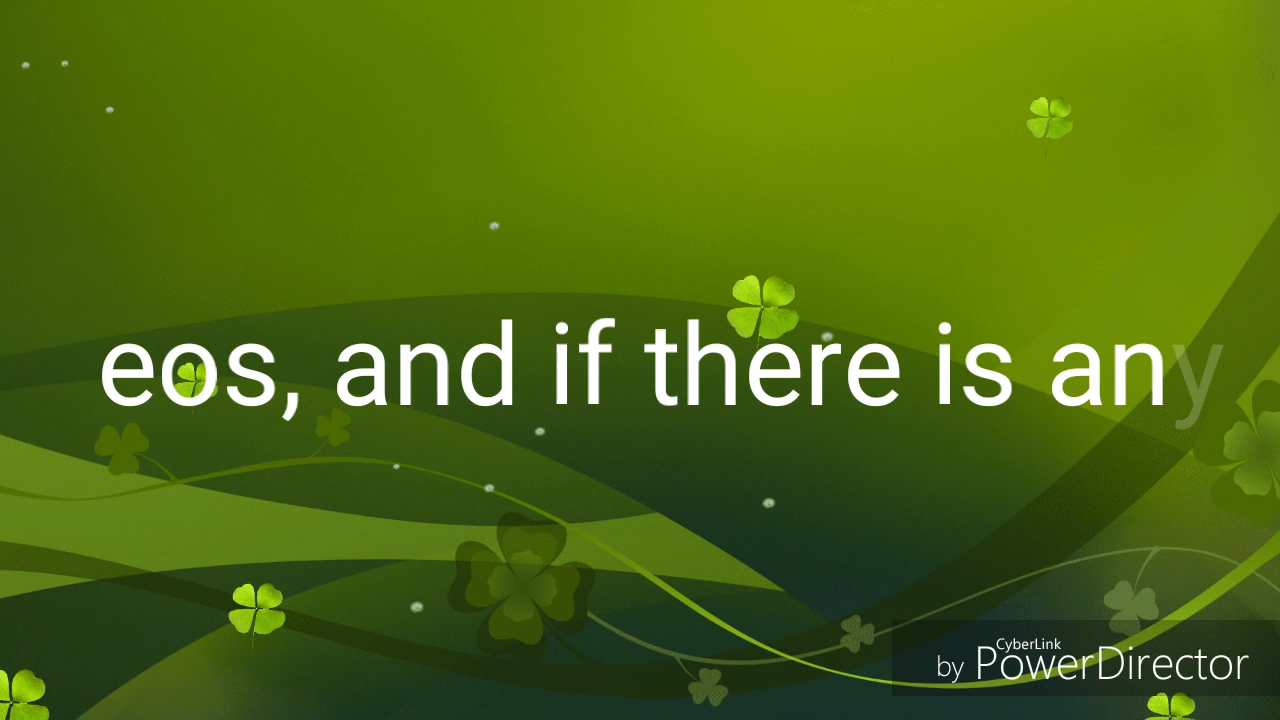 eos, and if there is any
CyberLink
by PowerDirector